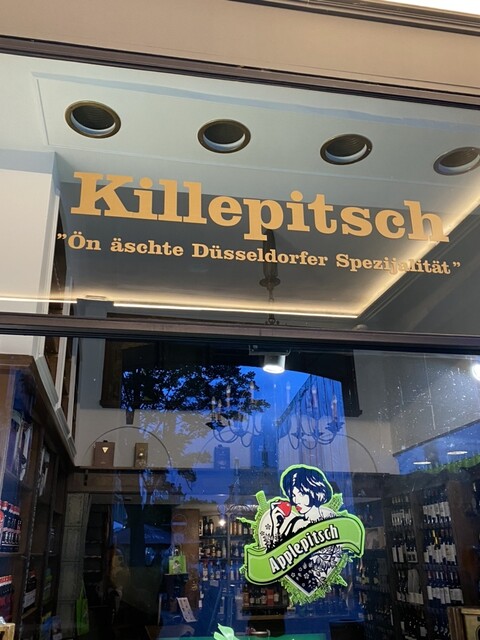 Killepitsch
"Ön äschte Düsseldorfer Spezijalität"
Applepitsch